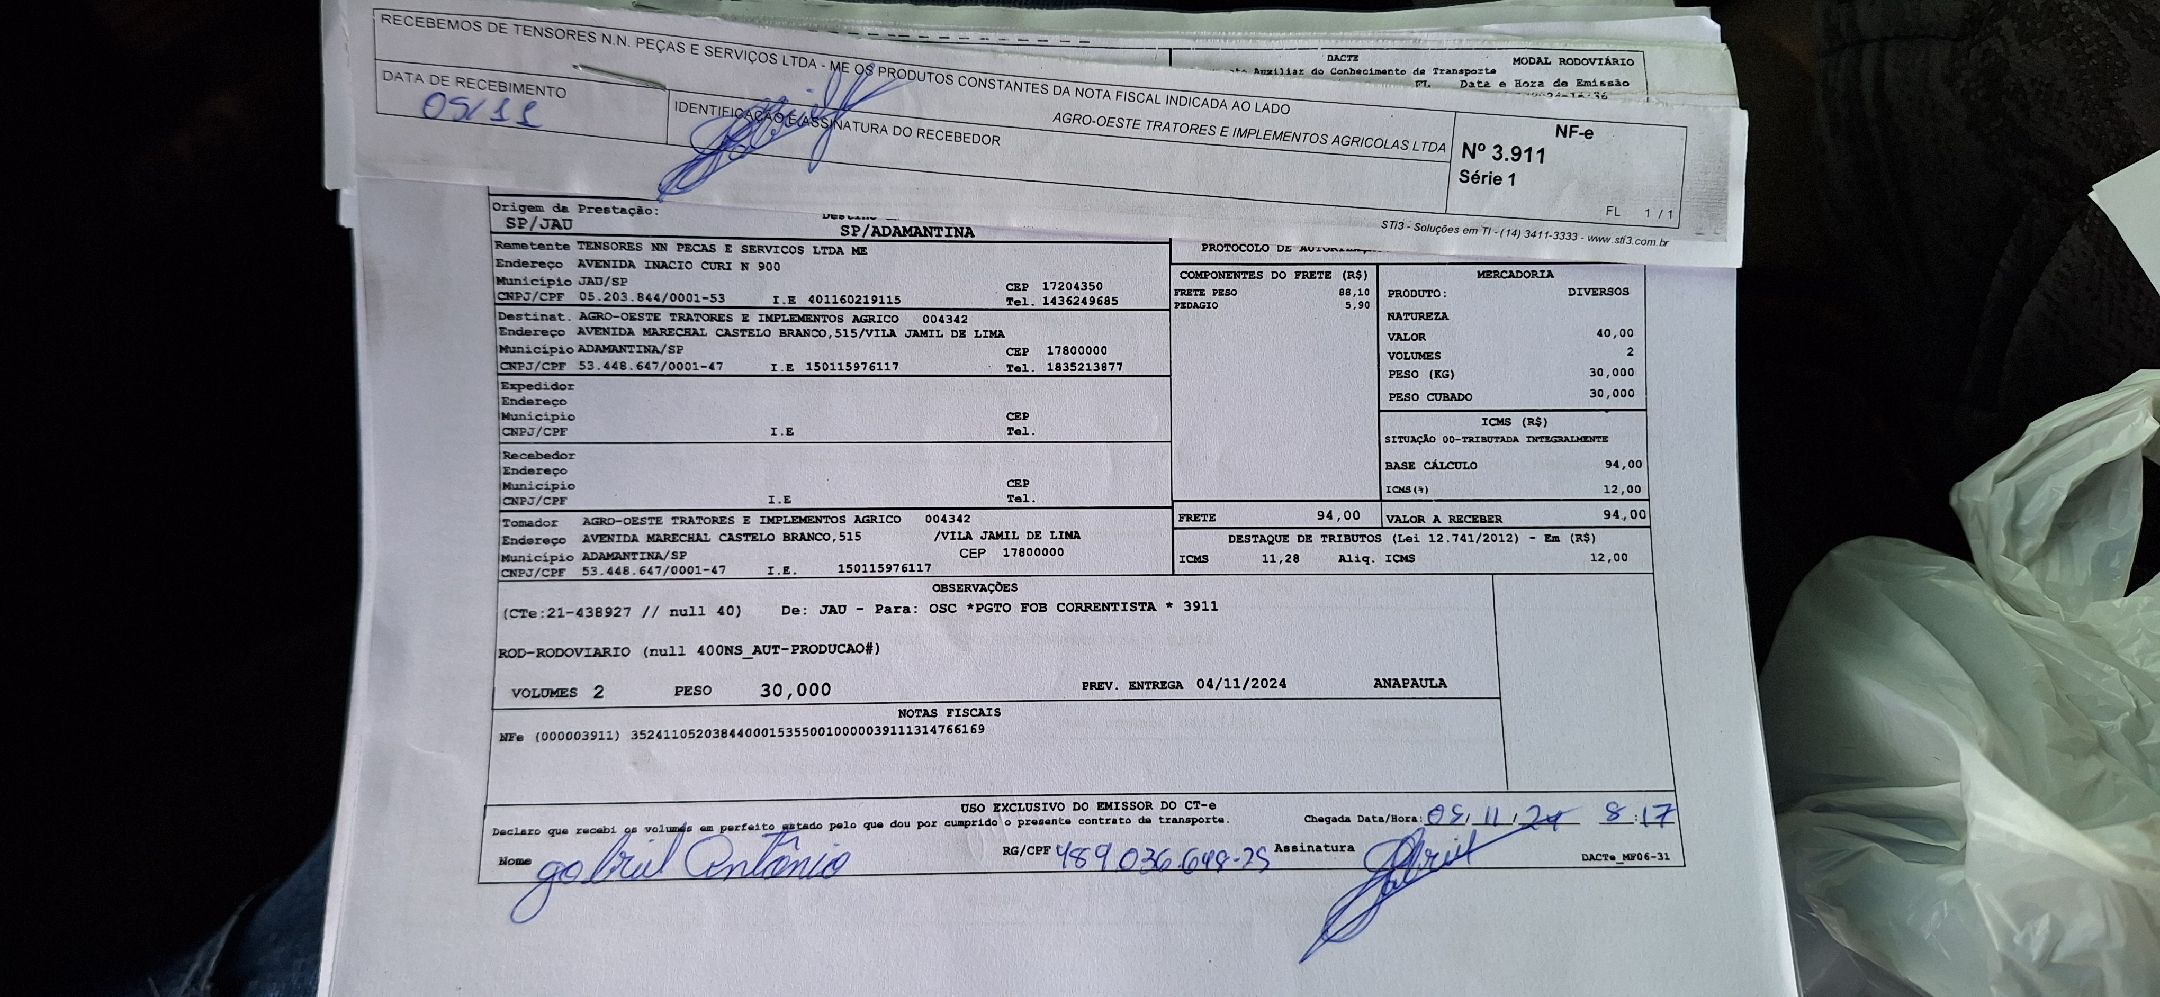 RECEBEMOS DE TENSORES N.N. PEÇAS E SERVIÇOS LTDA - ME OS PRODUTOS CONSTANTES DA NOTA FISCAL INDICADA AO LADO
DATA DE RECEBIMENTO
05/11
IDENTIFICAÇÃO E ASSINATURA DO RECEBEDOR
AGRO-OESTE TRATORES E IMPLEMENTOS AGRICOLAS LTDA
NF-e
Nº 3.911
Série 1
FL 1 / 1
STi3 - Soluções em TI - (14) 3411-3333 - www.sti3.com.br
DACTE
Auxiliar do Conhecimento de Transporte
MODAL RODOVIÁRIO
FL Data e Hora de Emissão
Origem da Prestação:
SP/JAU
SP/ADAMANTINA
Remetente TENSORES NN PECAS E SERVICOS LTDA ME
Endereço AVENIDA INACIO CURI N 900
Município JAU/SP CEP 17204350
CNPJ/CPF 05.203.844/0001-53 I.E 401160219115 Tel. 1436249685
Destinat. AGRO-OESTE TRATORES E IMPLEMENTOS AGRICO 004342
Endereço AVENIDA MARECHAL CASTELO BRANCO,515/VILA JAMIL DE LIMA
Município ADAMANTINA/SP CEP 17800000
CNPJ/CPF 53.448.647/0001-47 I.E 150115976117 Tel. 1835213877
Expedidor
Endereço
Município CEP
CNPJ/CPF I.E Tel.
Recebedor
Endereço
Município CEP
CNPJ/CPF I.E Tel.
Tomador AGRO-OESTE TRATORES E IMPLEMENTOS AGRICO 004342
Endereço AVENIDA MARECHAL CASTELO BRANCO,515 /VILA JAMIL DE LIMA
Município ADAMANTINA/SP CEP 17800000
CNPJ/CPF 53.448.647/0001-47 I.E. 150115976117
PROTOCOLO DE
COMPONENTES DO FRETE (R$)
FRETE PESO 88,10
PEDAGIO 5,90
MERCADORIA
PRODUTO: DIVERSOS
NATUREZA
VALOR 40,00
VOLUMES 2
PESO (KG) 30,000
PESO CUBADO 30,000
ICMS (R$)
SITUAÇÃO 00-TRIBUTADA INTEGRALMENTE
BASE CÁLCULO 94,00
ICMS(%) 12,00
FRETE 94,00 VALOR A RECEBER 94,00
DESTAQUE DE TRIBUTOS (Lei 12.741/2012) - Em (R$)
ICMS 11,28 Aliq. ICMS 12,00
OBSERVAÇÕES
(CTe:21-438927 // null 40) De: JAU - Para: OSC *PGTO FOB CORRENTISTA * 3911
ROD-RODOVIARIO (null 400NS_AUT-PRODUCAO#)
VOLUMES 2 PESO 30,000 PREV. ENTREGA 04/11/2024 ANAPAULA
NOTAS FISCAIS
NFe (000003911) 35241105203844000153550010000039111314766169
USO EXCLUSIVO DO EMISSOR DO CT-e
Declaro que recebi os volumes em perfeito estado pelo que dou por cumprido o presente contrato de transporte.
Chegada Data/Hora: 05/11/24 8:17
Nome gabriel Antônio RG/CPF 489.036.648-25 Assinatura Gabriel
DACTe_MF06-31